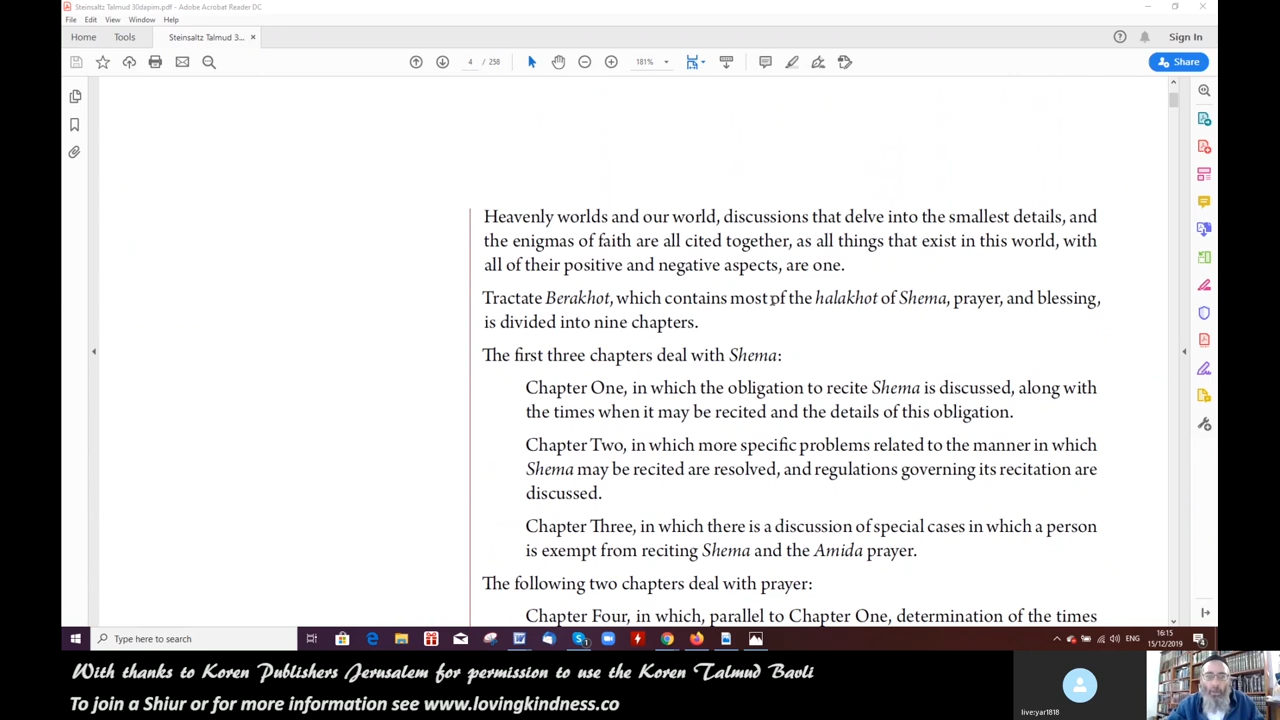 Steinsaltz Talmud 30dapim.pdf - Adobe Acrobat Reader DC
File Edit View Window Help
Home Tools Steinsaltz Talmud 3... × Sign In
4 / 258 181% Share
Heavenly worlds and our world, discussions that delve into the smallest details, and
the enigmas of faith are all cited together, as all things that exist in this world, with
all of their positive and negative aspects, are one.
Tractate Berakhot, which contains most of the halakhot of Shema, prayer, and blessing,
is divided into nine chapters.
The first three chapters deal with Shema:
Chapter One, in which the obligation to recite Shema is discussed, along with
the times when it may be recited and the details of this obligation.
Chapter Two, in which more specific problems related to the manner in which
Shema may be recited are resolved, and regulations governing its recitation are
discussed.
Chapter Three, in which there is a discussion of special cases in which a person
is exempt from reciting Shema and the Amida prayer.
The following two chapters deal with prayer:
Chapter Four, in which, parallel to Chapter One, determination of the times
Type here to search ENG 16:15
15/12/2019
With thanks to Koren Publishers Jerusalem for permission to use the Koren Talmud Bavli
To join a Shiur or for more information see www.lovingkindness.co
live:yar1818